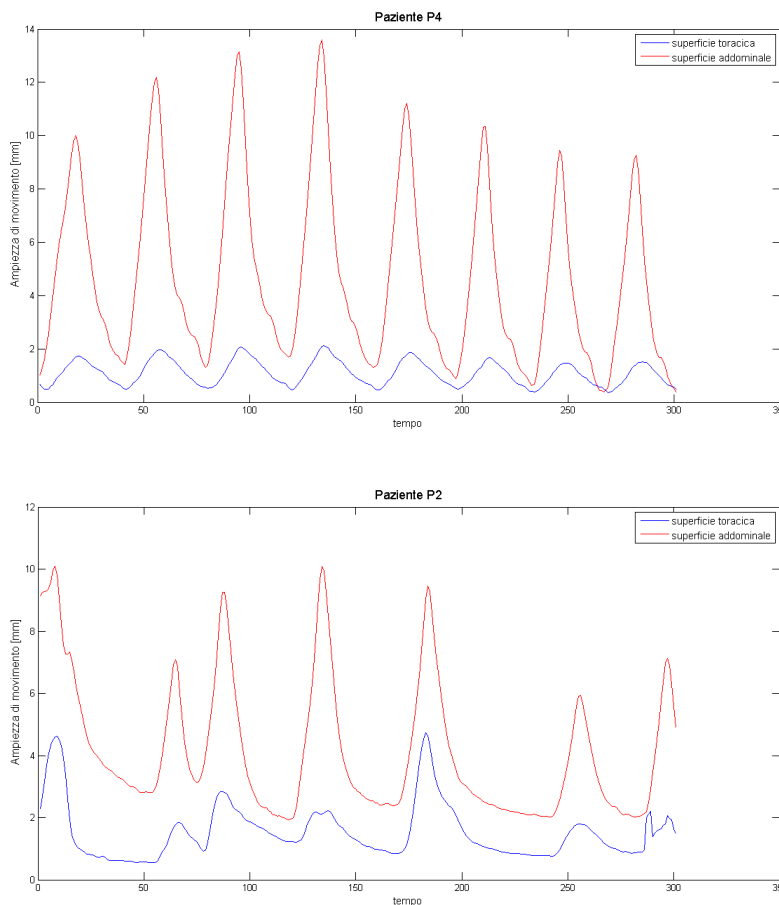 Paziente P4
14
12
10
8
6
4
2
0
Ampiezza di movimento [mm]
superficie toracica
superficie addominale
0 50 100 150 200 250 300 35
tempo
Paziente P2
12
10
8
6
4
2
0
Ampiezza di movimento [mm]
superficie toracica
superficie addominale
0 50 100 150 200 250 300 35
tempo